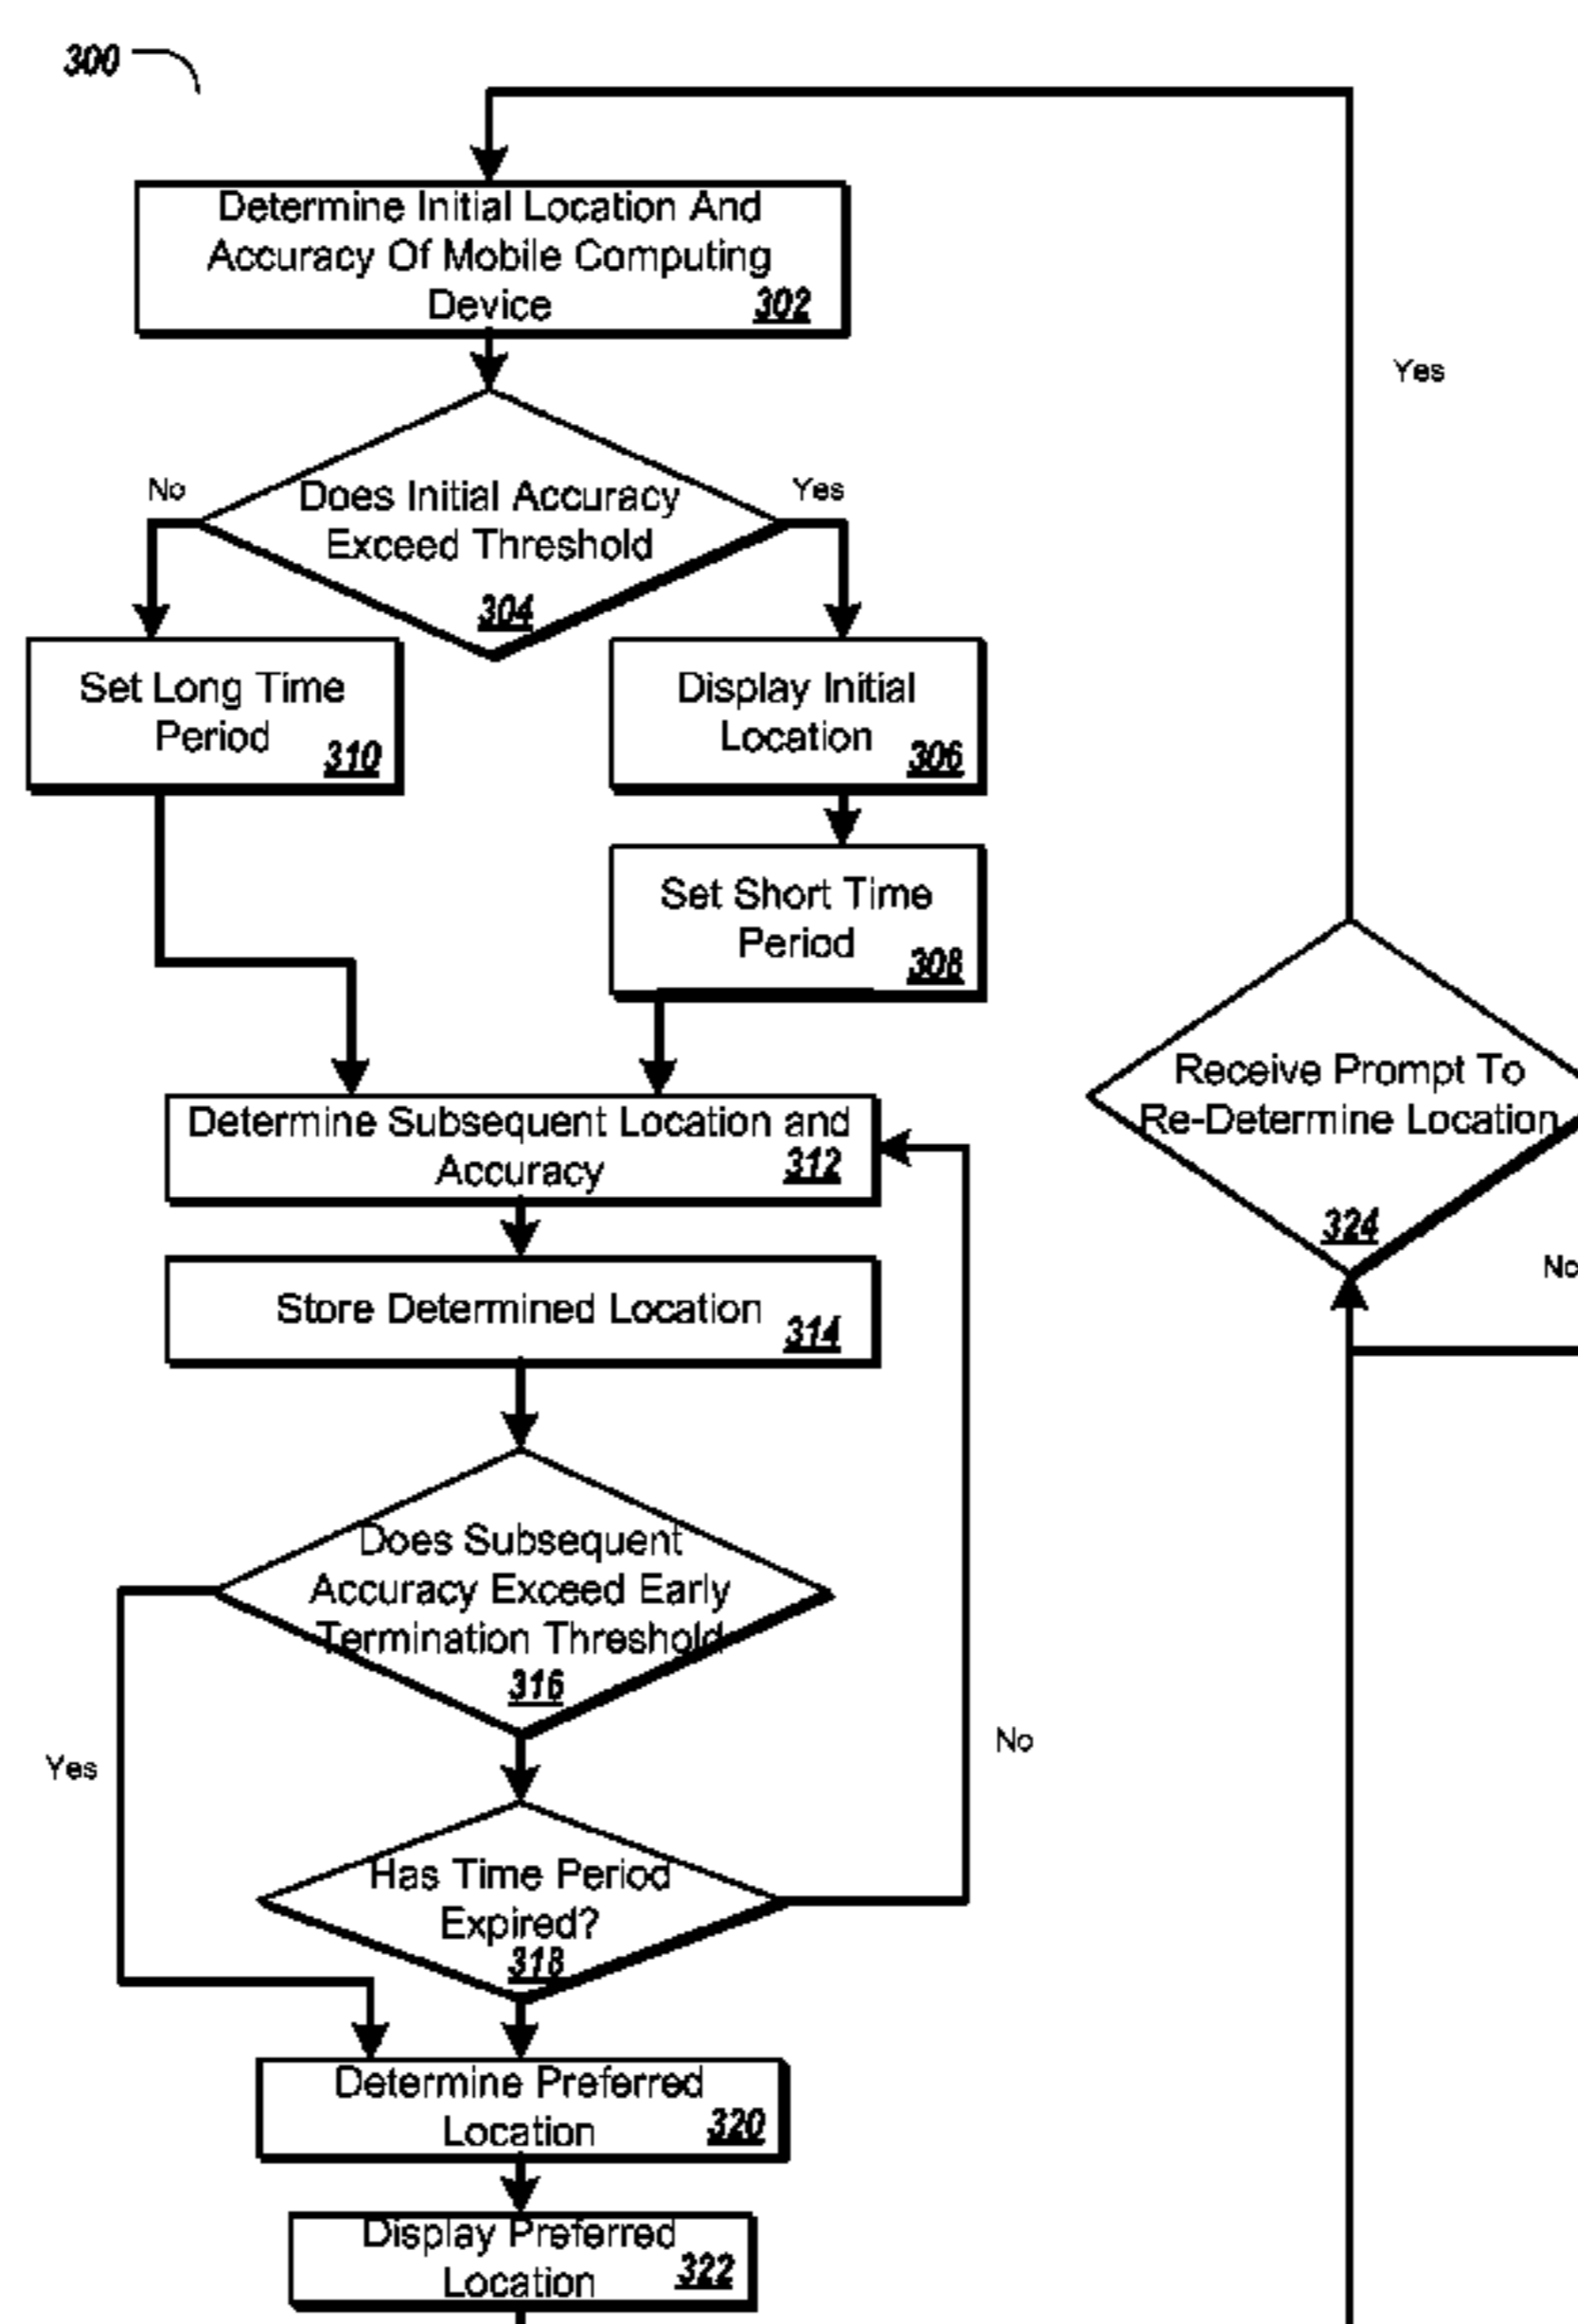 300
Determine Initial Location And
Accuracy Of Mobile Computing
Device 302
Yes
No
Does Initial Accuracy
Exceed Threshold
304
Yes
Set Long Time
Period 310
Display Initial
Location 306
Set Short Time
Period 308
Receive Prompt To
Re-Determine Location
324
Determine Subsequent Location and
Accuracy 312
Store Determined Location 314
Does Subsequent
Accuracy Exceed Early
Termination Threshold
316
No
Yes
Has Time Period
Expired?
318
Determine Preferred
Location 320
Display Preferred
Location 322